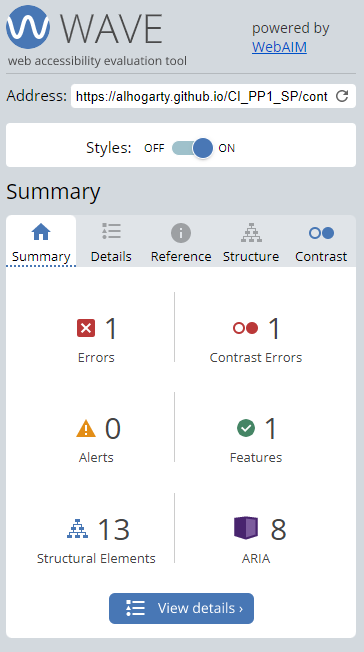 WAVE
web accessibility evaluation tool
powered by
WebAIM
Address: https://alhogarty.github.io/CI_PP1_SP/cont
Styles: OFF ON
Summary
Summary Details Reference Structure Contrast
1 1
Errors Contrast Errors
0 1
Alerts Features
13 8
Structural Elements ARIA
View details ›